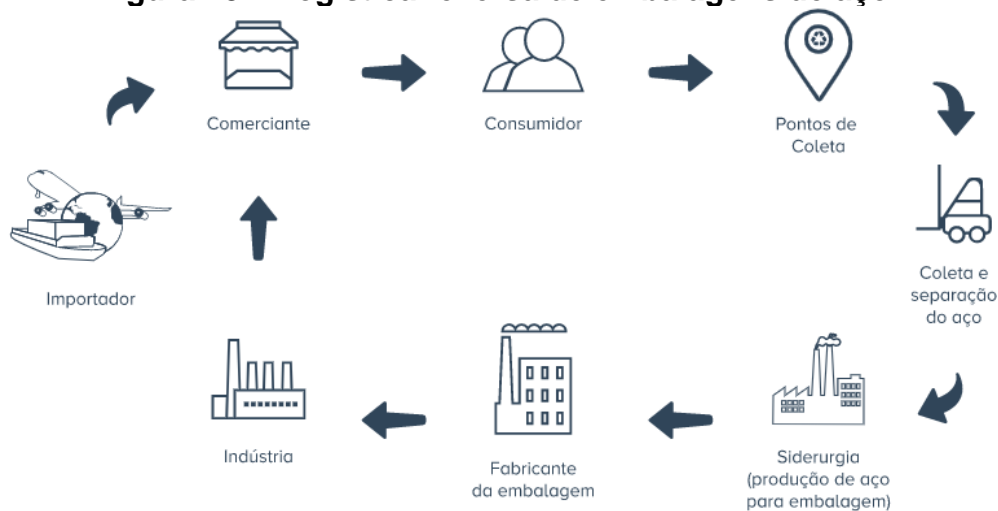 Comerciante
Consumidor
Pontos de
Coleta
Importador
Coleta e
separação
do aço
Indústria
Fabricante
da embalagem
Siderurgia
(produção de aço
para embalagem)